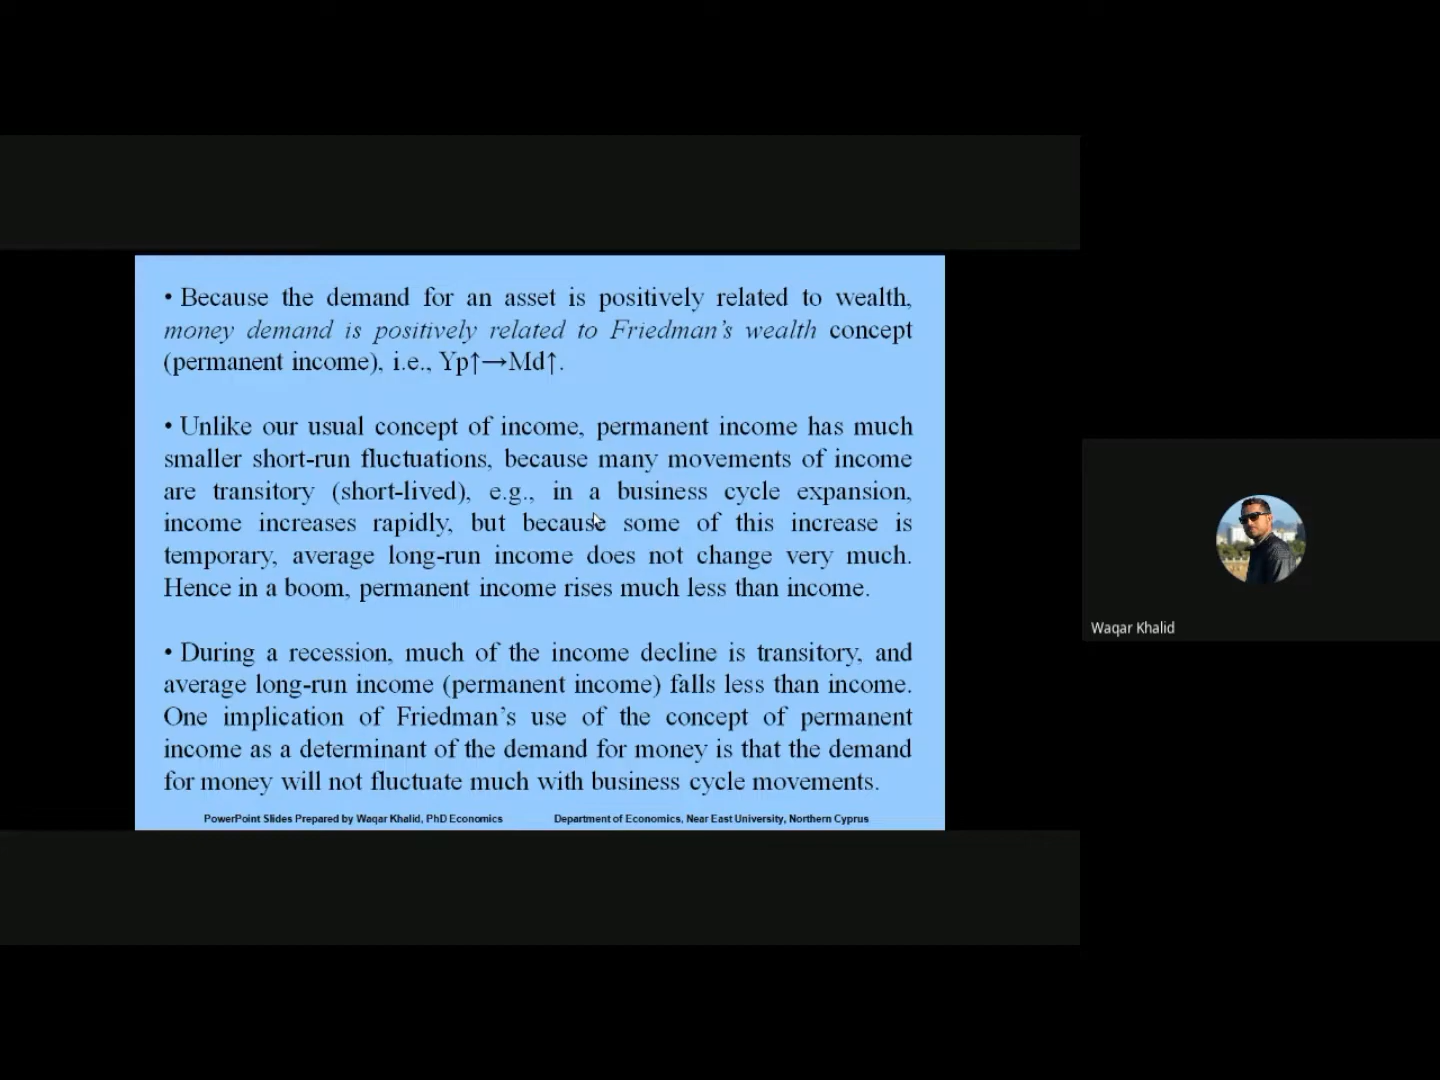 • Because the demand for an asset is positively related to wealth,
money demand is positively related to Friedman’s wealth concept
(permanent income), i.e., Yp↑→Md↑.
• Unlike our usual concept of income, permanent income has much
smaller short-run fluctuations, because many movements of income
are transitory (short-lived), e.g., in a business cycle expansion,
income increases rapidly, but because some of this increase is
temporary, average long-run income does not change very much.
Hence in a boom, permanent income rises much less than income.
• During a recession, much of the income decline is transitory, and
average long-run income (permanent income) falls less than income.
One implication of Friedman’s use of the concept of permanent
income as a determinant of the demand for money is that the demand
for money will not fluctuate much with business cycle movements.
PowerPoint Slides Prepared by Waqar Khalid, PhD Economics Department of Economics, Near East University, Northern Cyprus
Waqar Khalid